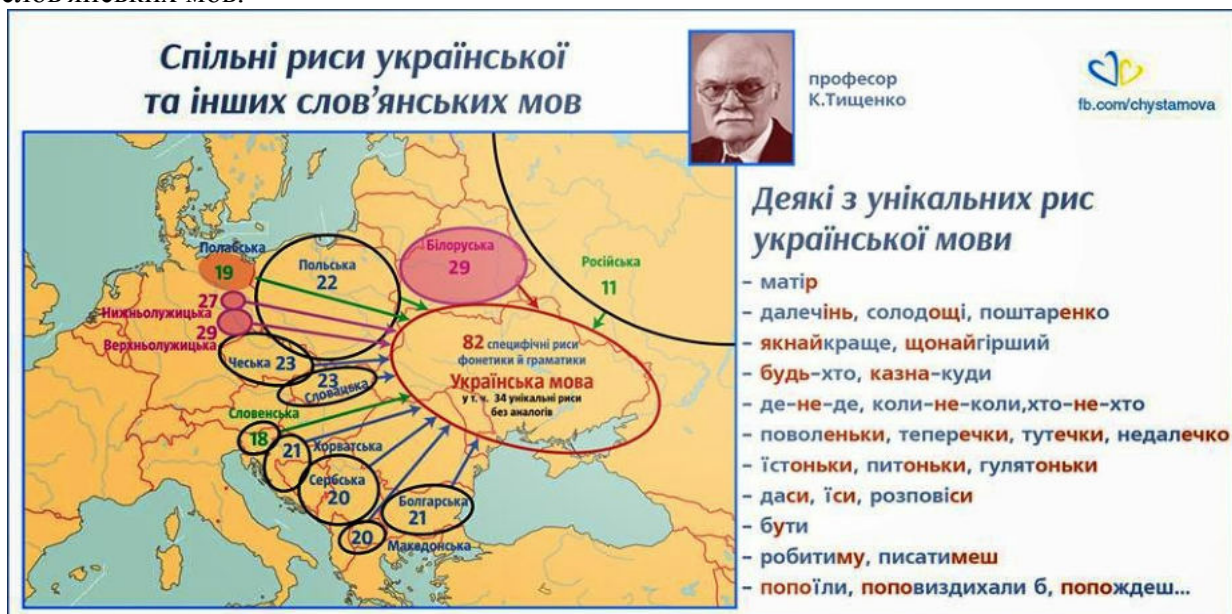 слов'янських мов.
Спільні риси української
та інших слов'янських мов
професор
К.Тищенко
fb.com/chystamova
Полабська
19
Польська
22
Білоруська
29
Російська
11
27
Нижньолужицька
29
Верхньолужицька
Чеська 23
23
Словацька
82 специфічні риси
фонетики й граматики
Українська мова
у т. ч. 34 унікальні риси
без аналогів
Словенська
18
21
Хорватська
Сербська
20
Болгарська
21
20
Македонська
Деякі з унікальних рис
української мови
– матір
– далечінь, солодощі, поштаренко
– якнайкраще, щонайгірший
– будь–хто, казна–куди
– де–не–де, коли–не–коли,хто–не–хто
– поволеньки, теперечки, тутечки, недалечко
– їстоньки, питоньки, гулятоньки
– даси, їси, розповіси
– бути
– робитиму, писатимеш
– попоїли, поповиздихали б, попождеш...